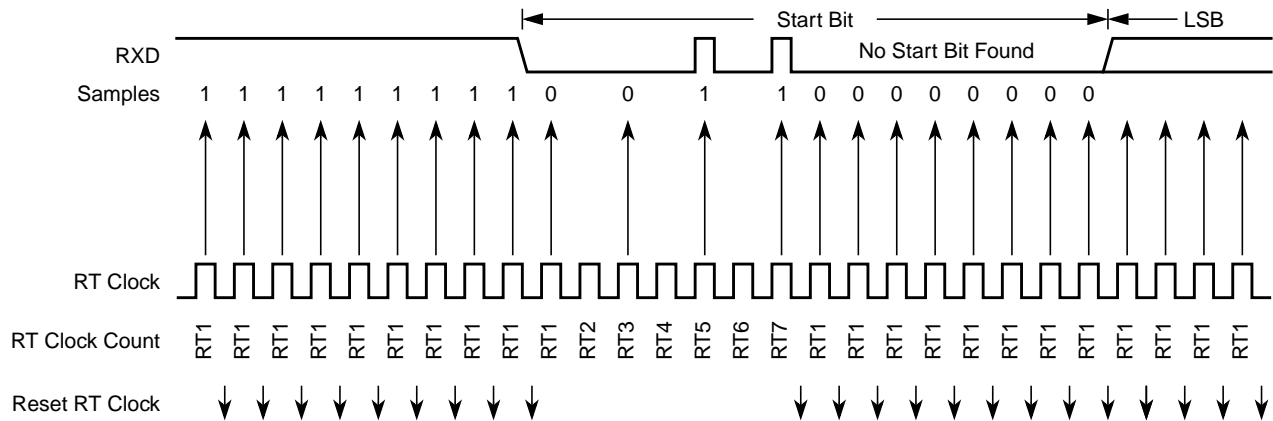 Start Bit LSB
RXD No Start Bit Found
Samples 1 1 1 1 1 1 1 1 1 0 0 1 1 0 0 0 0 0 0 0 0
RT Clock
RT Clock Count RT1 RT1 RT1 RT1 RT1 RT1 RT1 RT1 RT1 RT1 RT2 RT3 RT4 RT5 RT6 RT7 RT1 RT1 RT1 RT1 RT1 RT1 RT1 RT1 RT1 RT1 RT1 RT1
Reset RT Clock